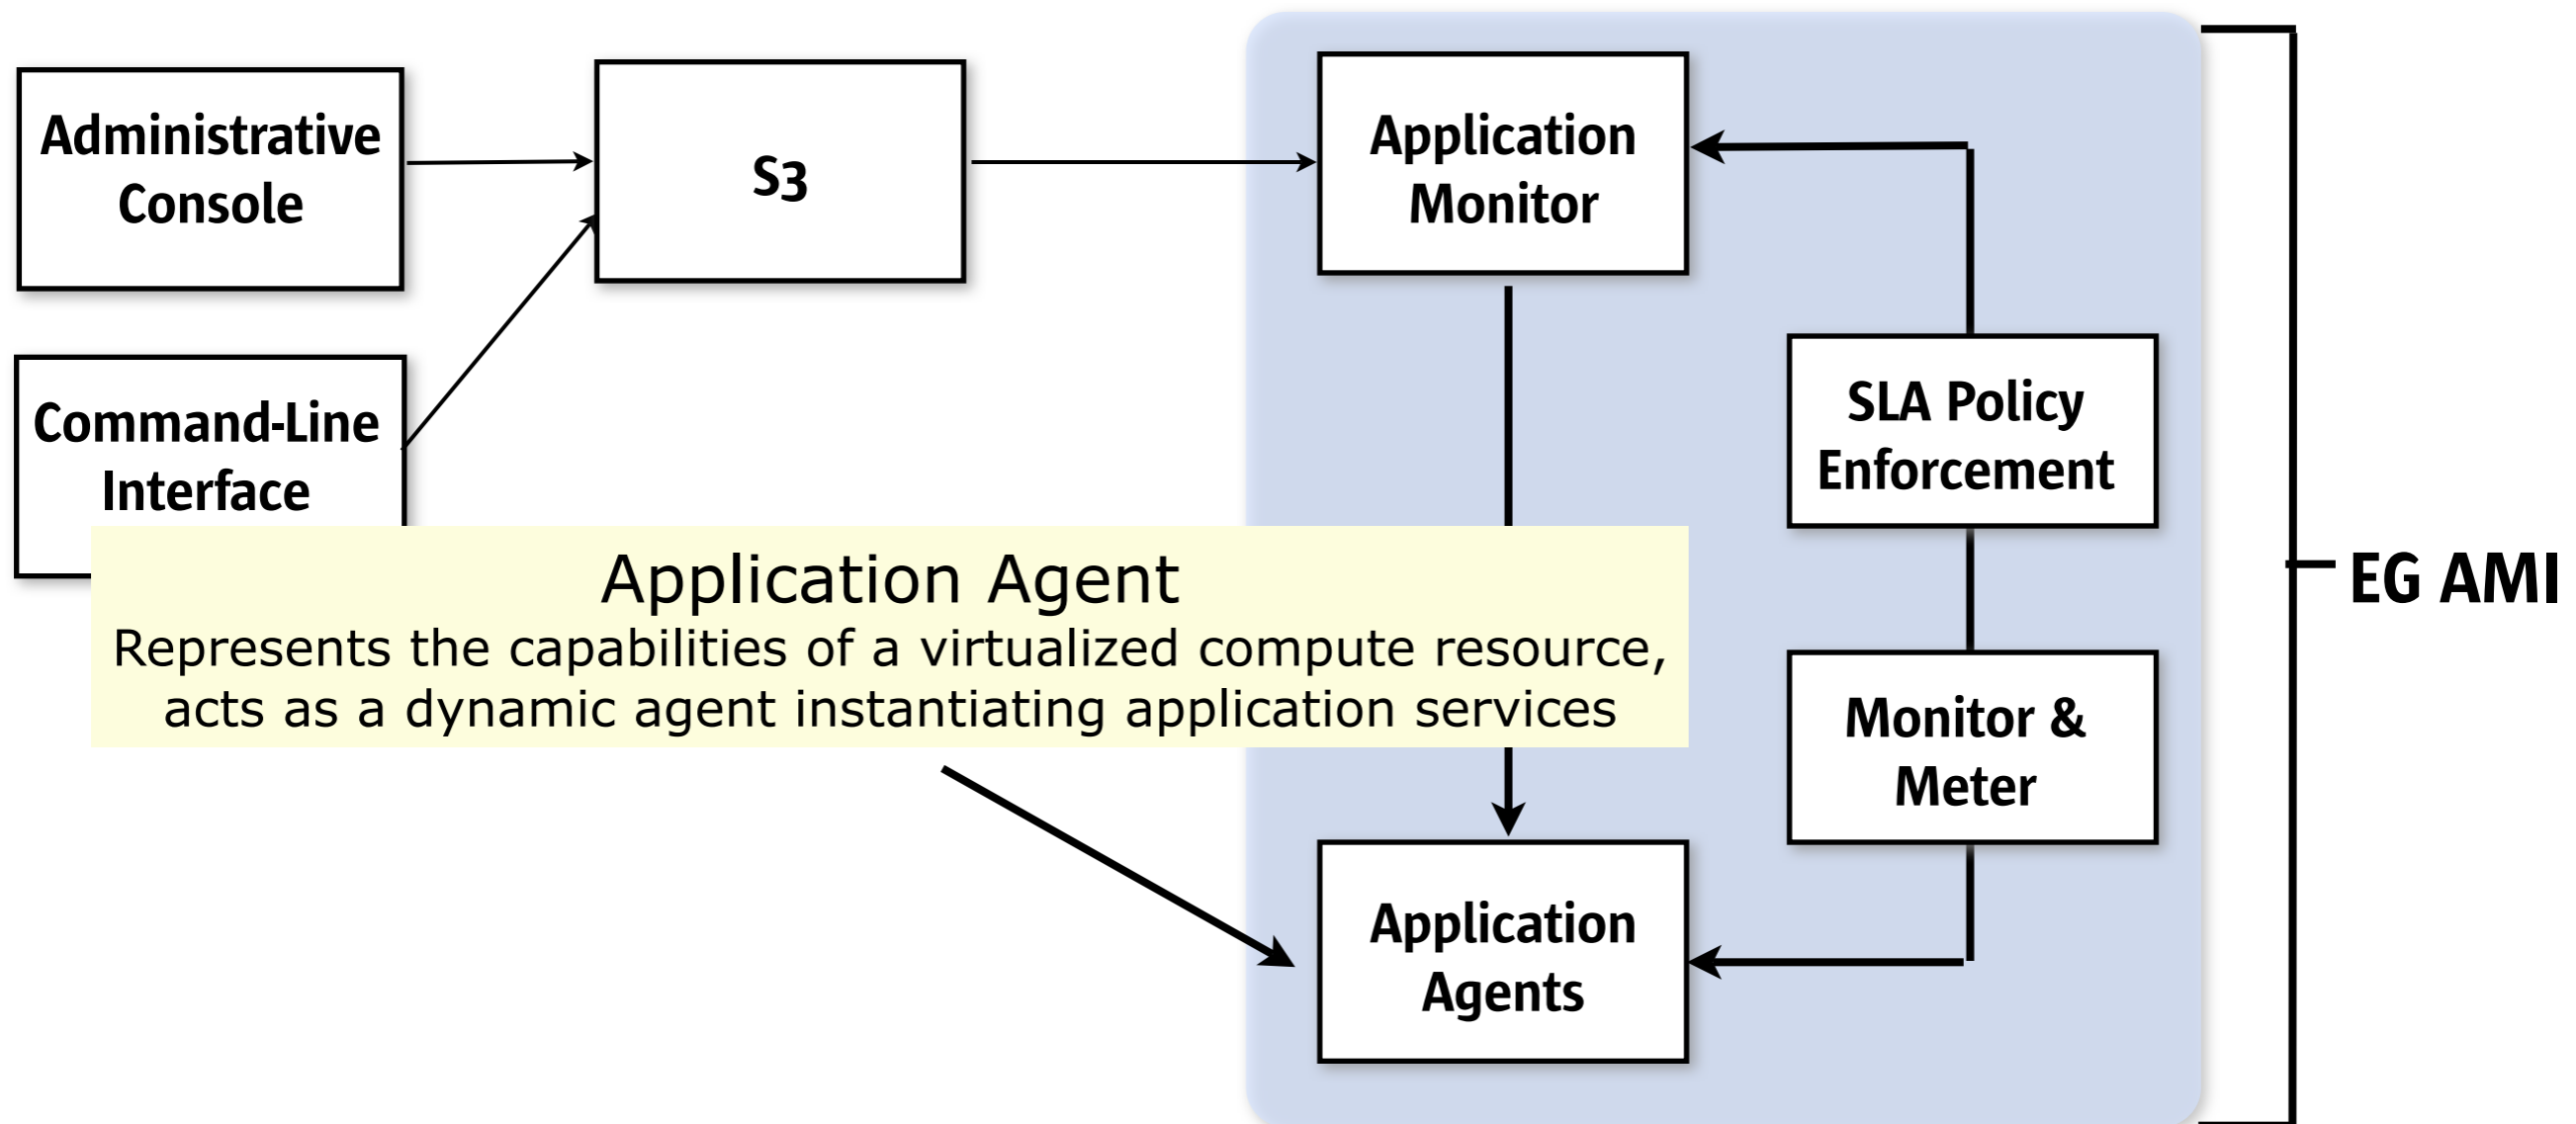 Administrative
Console
S3
Application
Monitor
Command-Line
Interface
SLA Policy
Enforcement
EG AMI
Application Agent
Represents the capabilities of a virtualized compute resource,
acts as a dynamic agent instantiating application services
Monitor &
Meter
Application
Agents